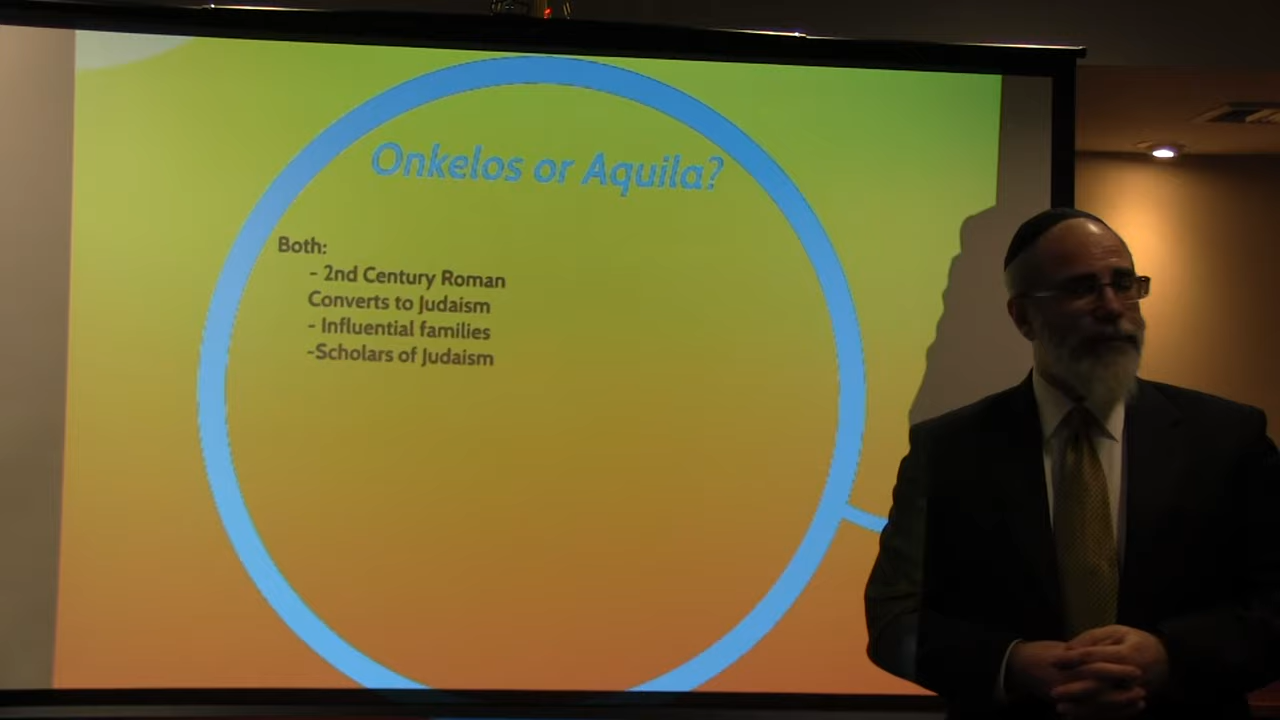 Onkelos or Aquila?
Both:
- 2nd Century Roman
Converts to Judaism
- Influential families
-Scholars of Judaism